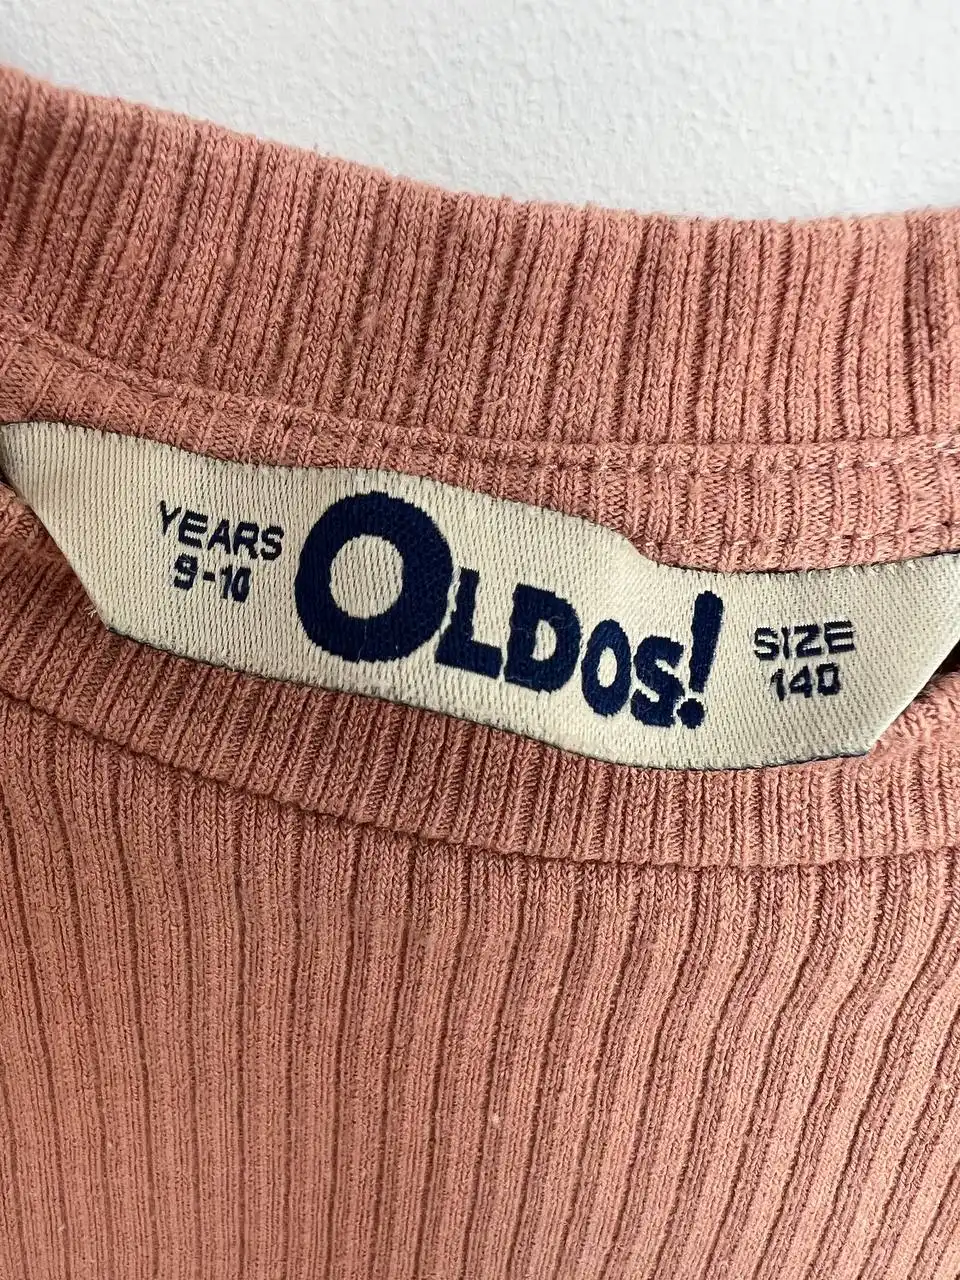 YEARS
9-10
OLDOS!
SIZE
140